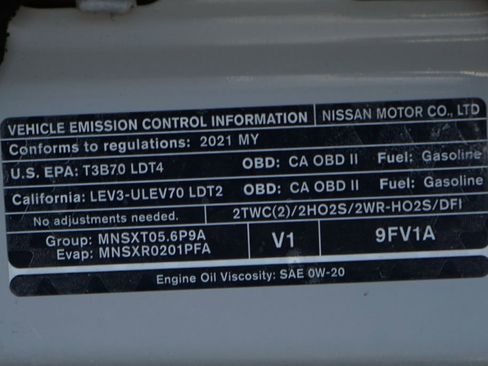 VEHICLE EMISSION CONTROL INFORMATION NISSAN MOTOR CO., LTD
Conforms to regulations: 2021 MY
U.S. EPA: T3B70 LDT4 OBD: CA OBD II Fuel: Gasoline
California: LEV3-ULEV70 LDT2 OBD: CA OBD II Fuel: Gasoline
No adjustments needed. 2TWC(2)/2HO2S/2WR-HO2S/DFI
Group: MNSXT05.6P9A V1 9FV1A
Evap: MNSXR0201PFA
Engine Oil Viscosity: SAE 0W-20